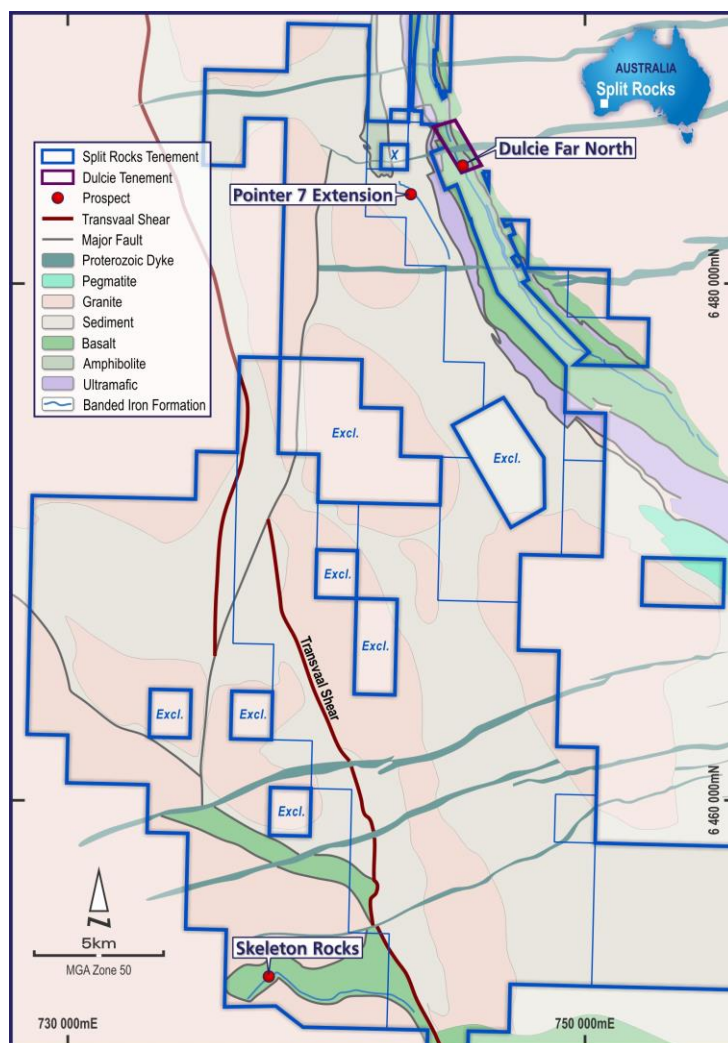 AUSTRALIA
Split Rocks
Split Rocks Tenement
Dulcie Tenement
Prospect
Transvaal Shear
Major Fault
Proterozoic Dyke
Pegmatite
Granite
Sediment
Basalt
Amphibolite
Ultramafic
Banded Iron Formation
X
Dulcie Far North
Pointer 7 Extension
6 480 000mN
Excl.
Excl.
Excl.
Excl.
Transvaal Shear
Excl.
Excl.
Excl.
6 460 000mN
N
5km
MGA Zone 50
Skeleton Rocks
730 000mE
750 000mE